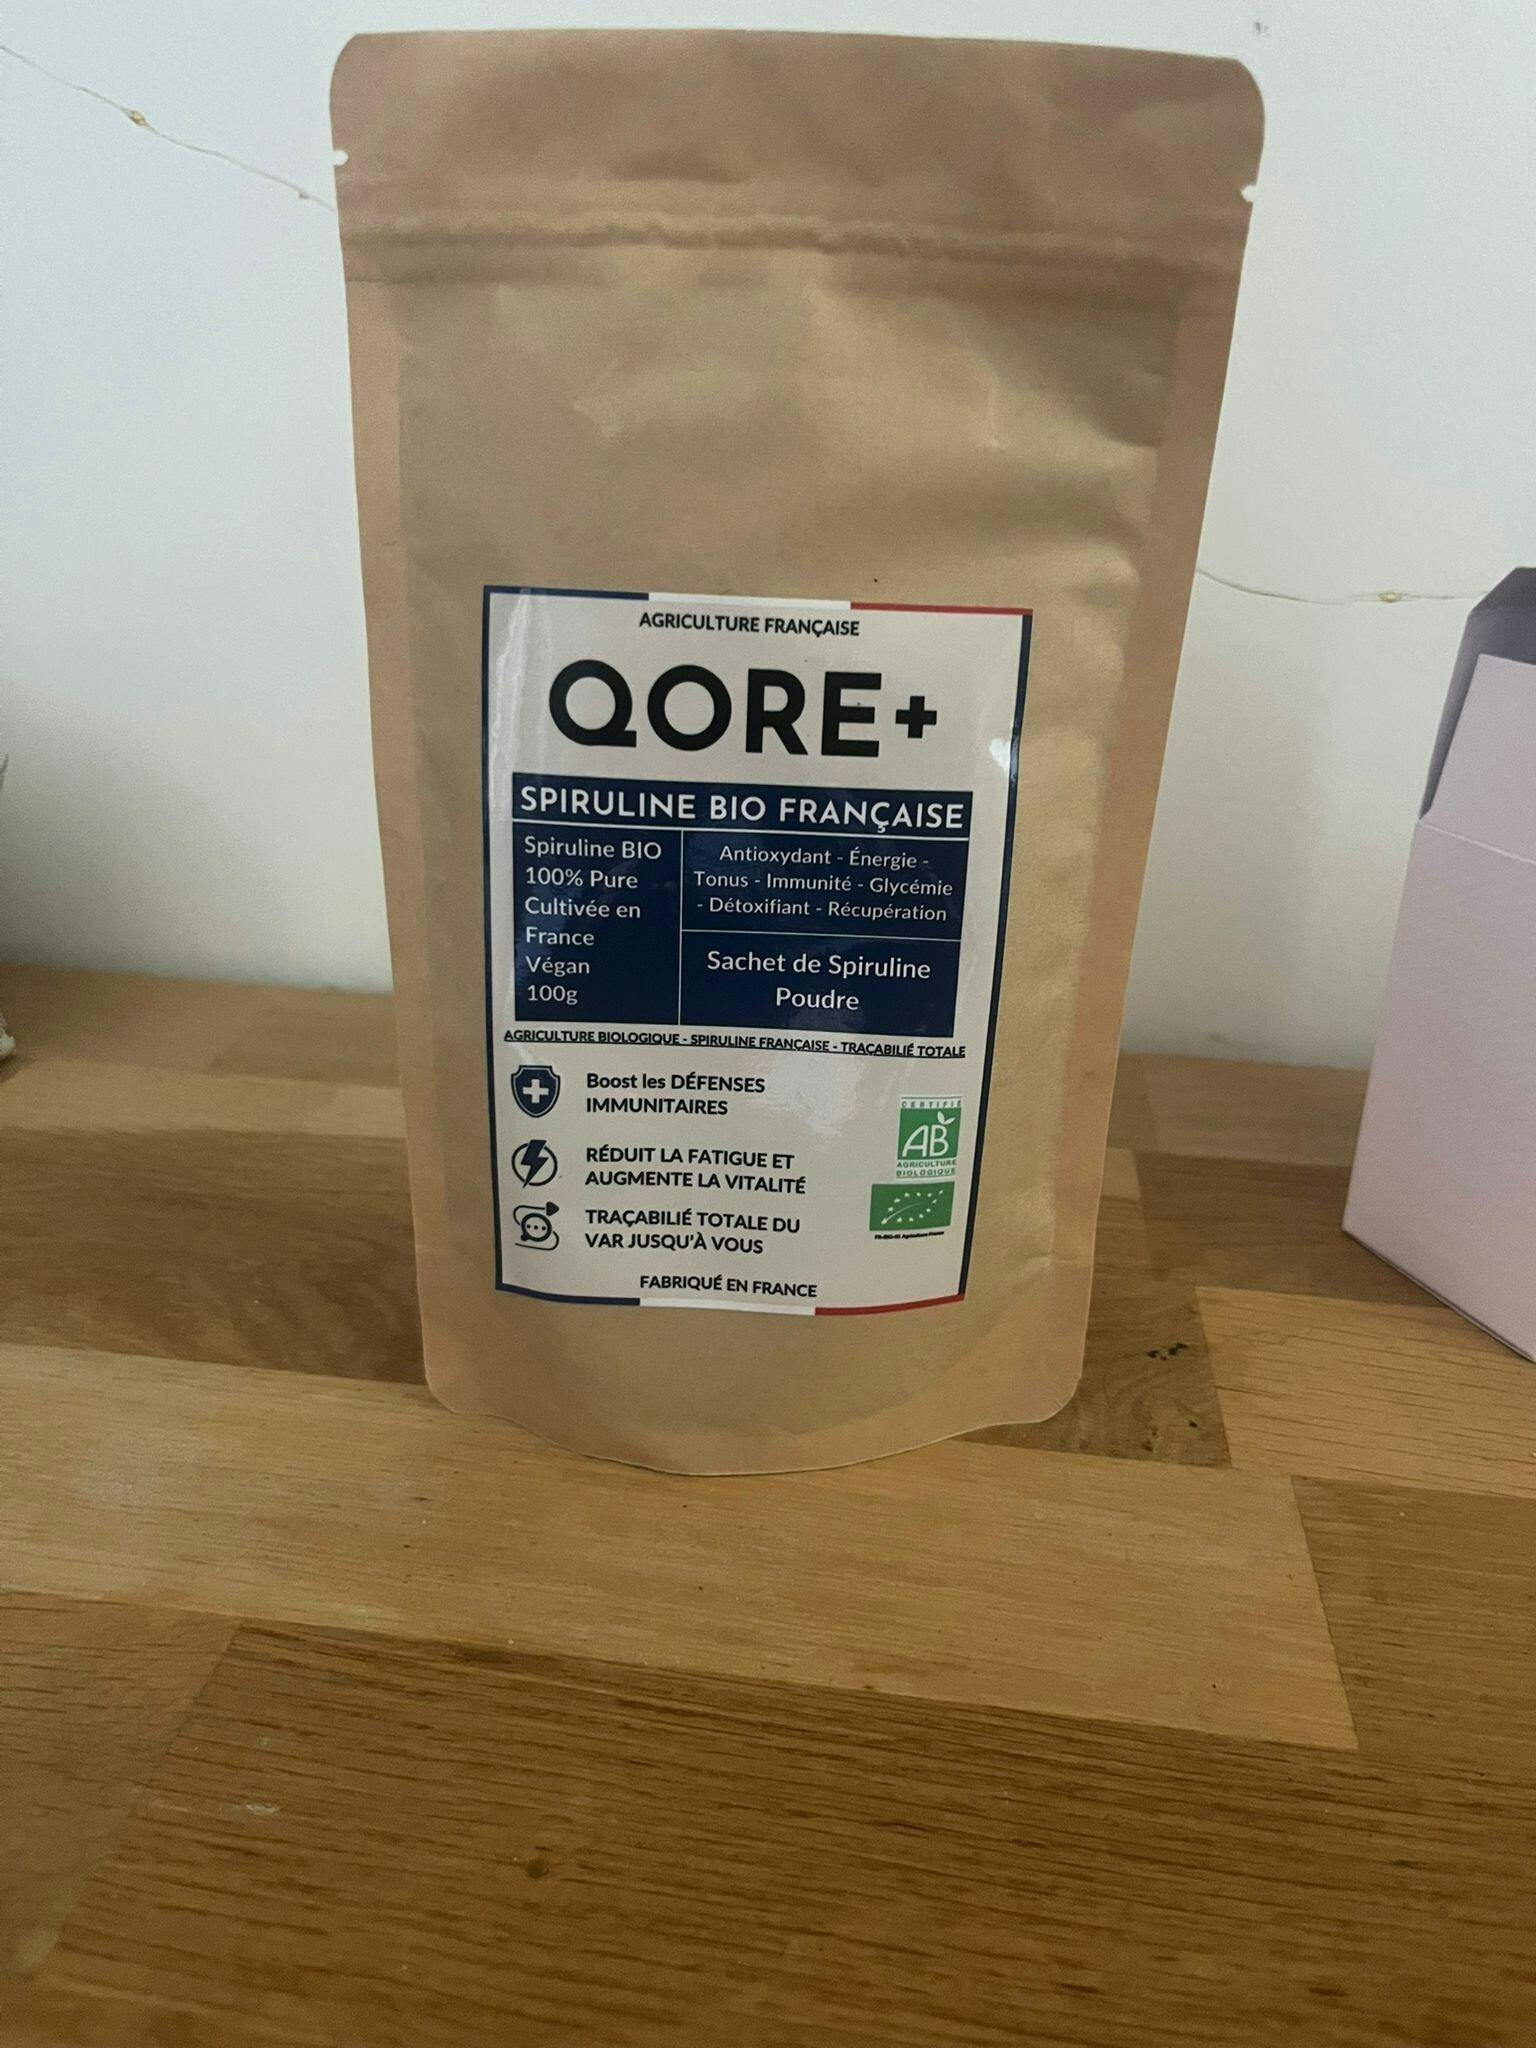 AGRICULTURE FRANÇAISE
QORE+
SPIRULINE BIO FRANÇAISE
Spiruline BIO
100% Pure
Cultivée en
France
Végan
100g
Antioxydant - Énergie -
Tonus - Immunité - Glycémie
- Détoxifiant - Récupération
Sachet de Spiruline
Poudre
AGRICULTURE BIOLOGIQUE - SPIRULINE FRANÇAISE - TRAÇABILIÉ TOTALE
Boost les DÉFENSES
IMMUNITAIRES
RÉDUIT LA FATIGUE ET
AUGMENTE LA VITALITÉ
TRAÇABILIÉ TOTALE DU
VAR JUSQU'À VOUS
CERTIFIÉ
AB
AGRICULTURE
BIOLOGIQUE
Agriculture France
FABRIQUÉ EN FRANCE